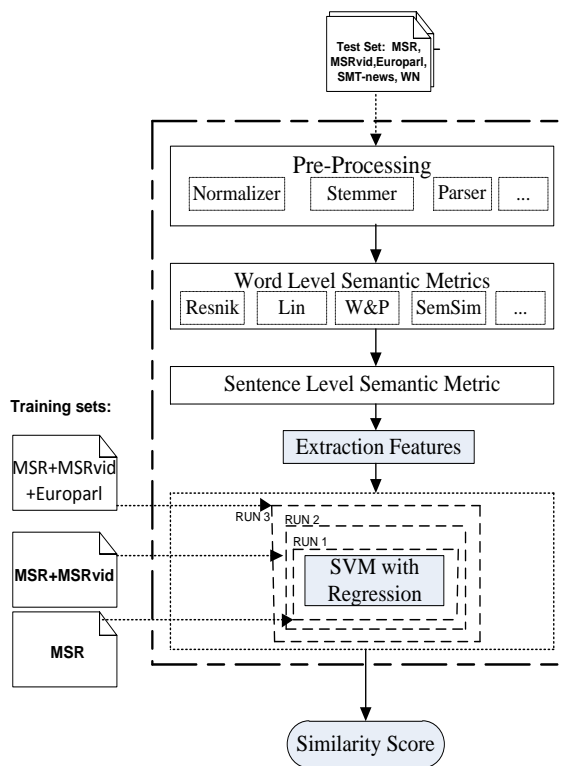 Test Set: MSR,
MSRvid,Europarl,
SMT-news, WN
Pre-Processing
Normalizer Stemmer Parser ...
Word Level Semantic Metrics
Resnik Lin W&P SemSim ...
Sentence Level Semantic Metric
Extraction Features
Training sets:
MSR+MSRvid
+Europarl
RUN 3
RUN 2
RUN 1
SVM with
Regression
MSR+MSRvid
MSR
Similarity Score